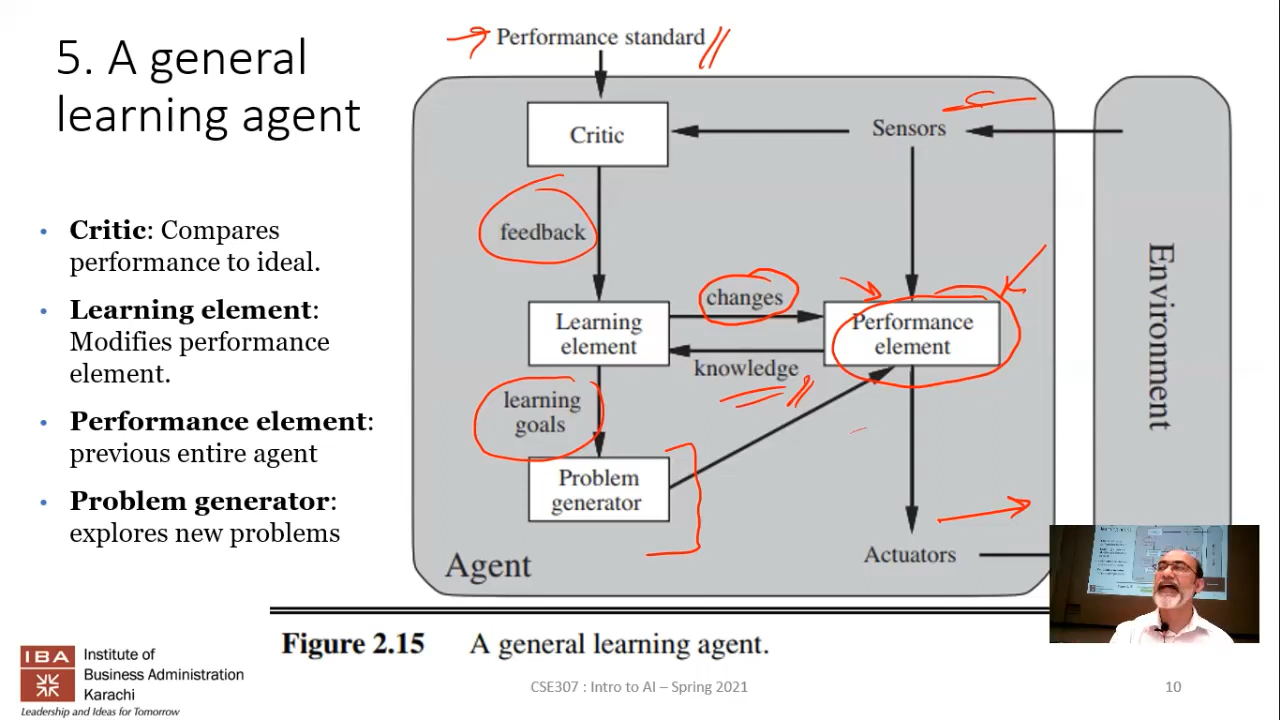 5. A general
learning agent
• Critic: Compares
performance to ideal.
• Learning element:
Modifies performance
element.
• Performance element:
previous entire agent
• Problem generator:
explores new problems
Performance standard
Critic
Sensors
feedback
changes
Learning
element
Performance
element
knowledge
learning
goals
Problem
generator
Agent
Actuators
Environment
Figure 2.15 A general learning agent.
IBA
Institute of
Business Administration
Karachi
Leadership and Ideas for Tomorrow
CSE307 : Intro to AI – Spring 2021
10